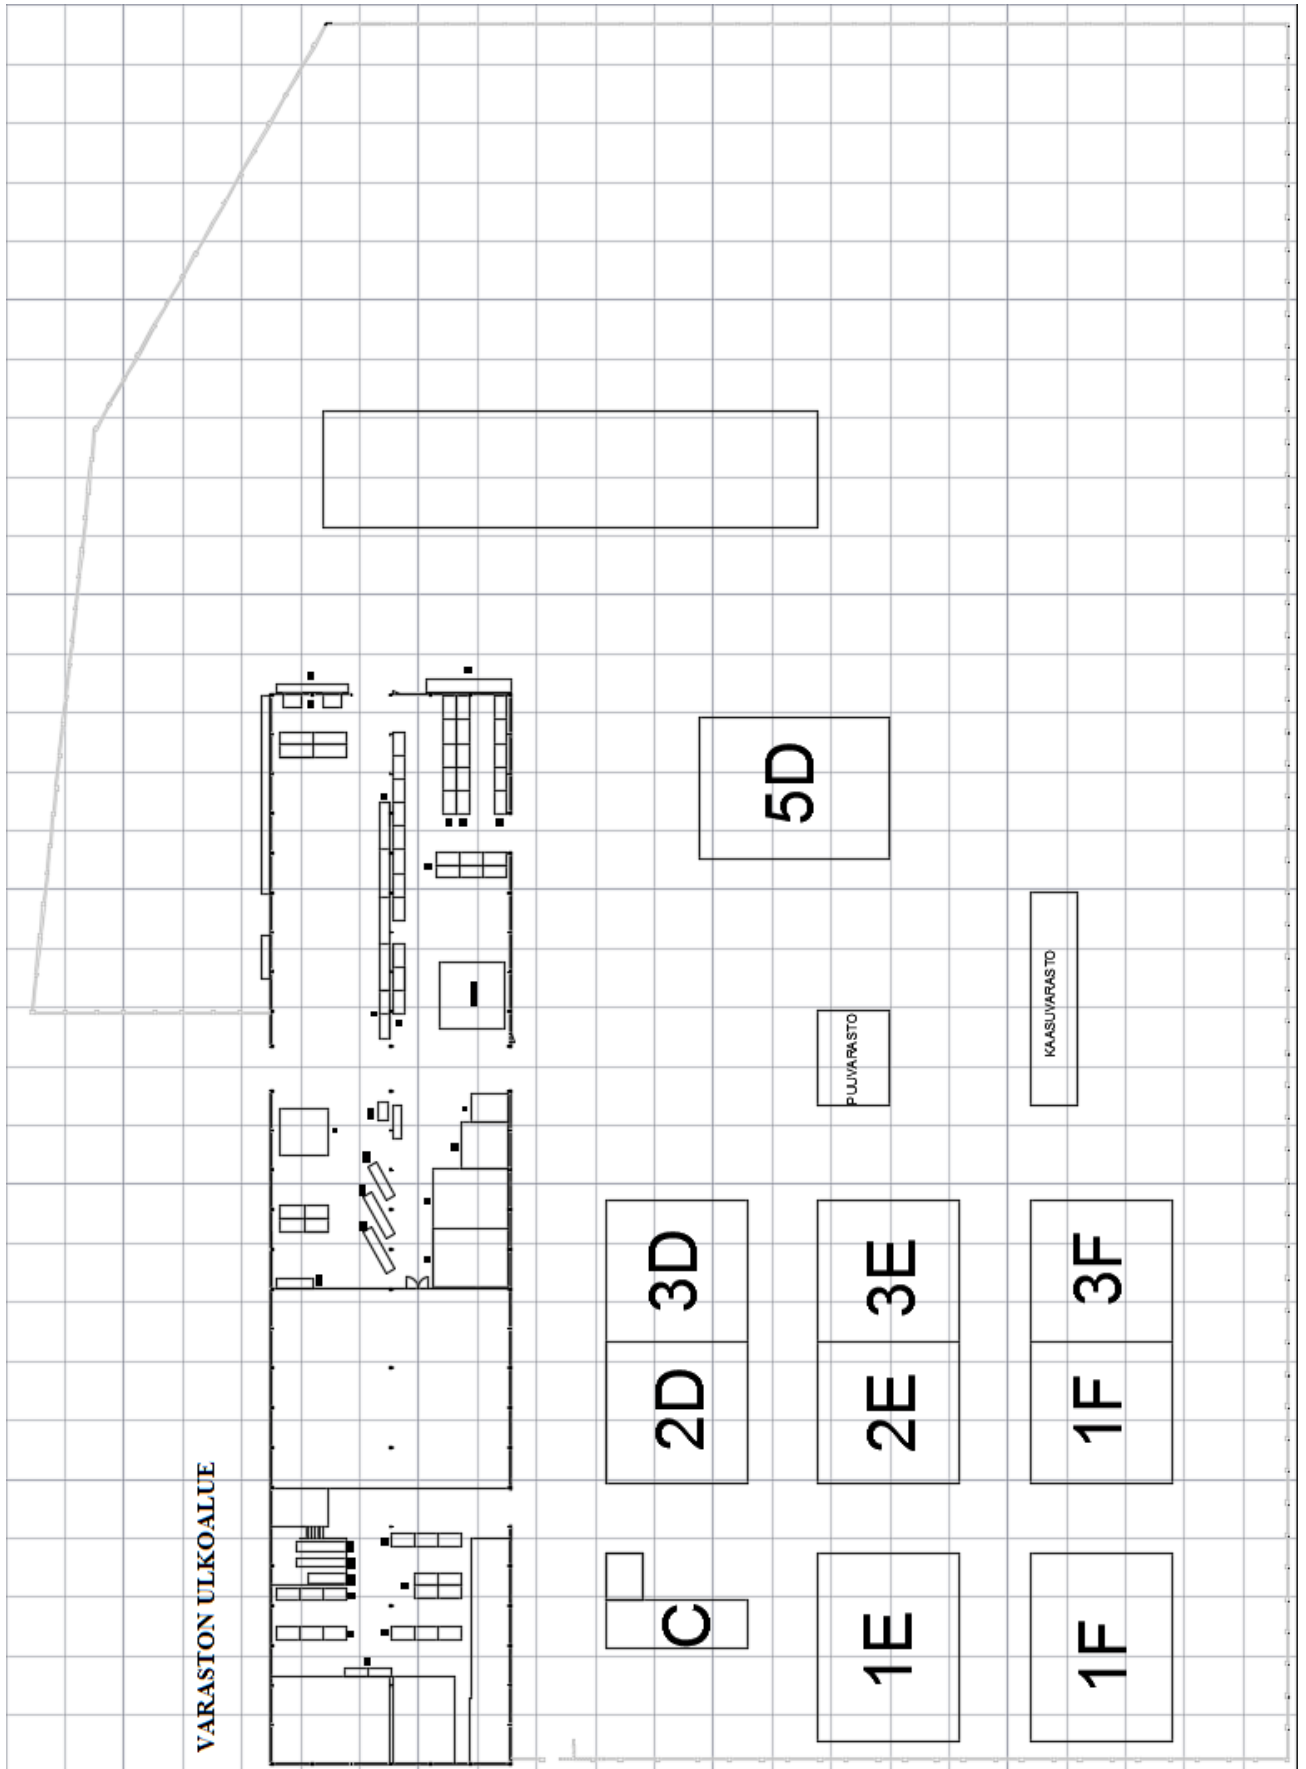 VARASTON ULKOALUE
C
2D
3D
5D
1E
2E
3E
PUUVARASTO
1F
1F
3F
KAASUVARASTO